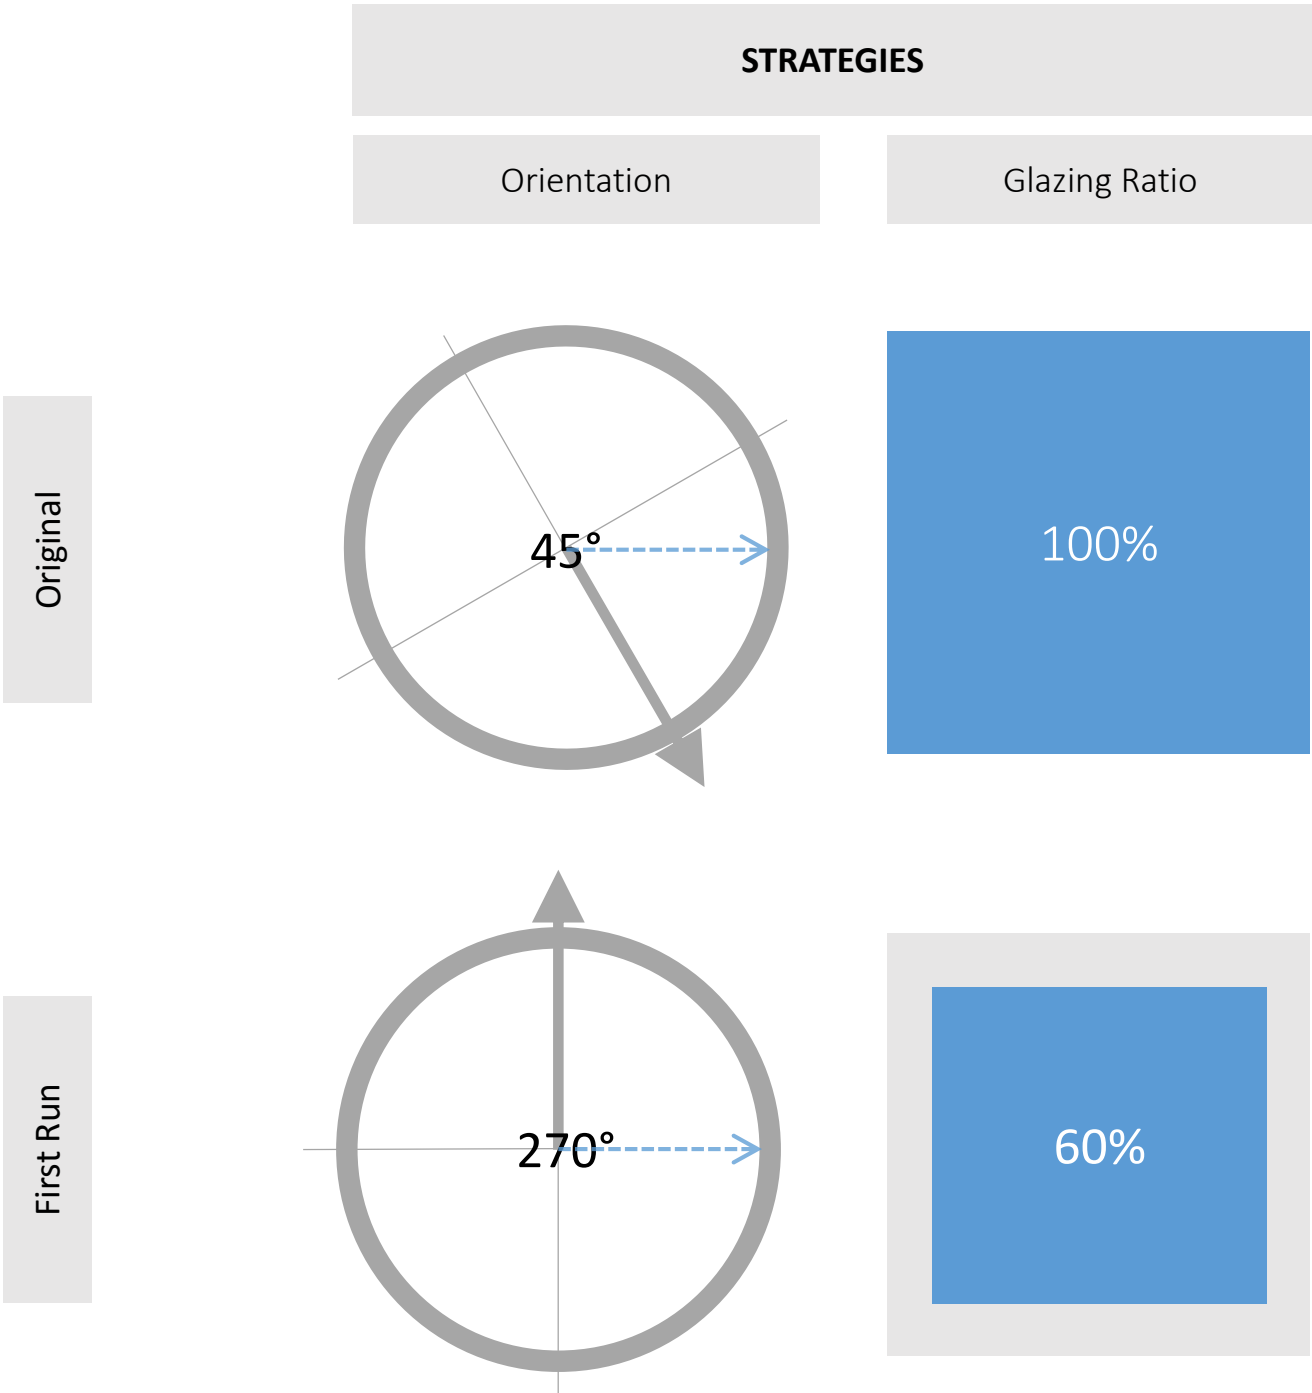 STRATEGIES
Orientation
Glazing Ratio
Original
45°
100%
First Run
270°
60%